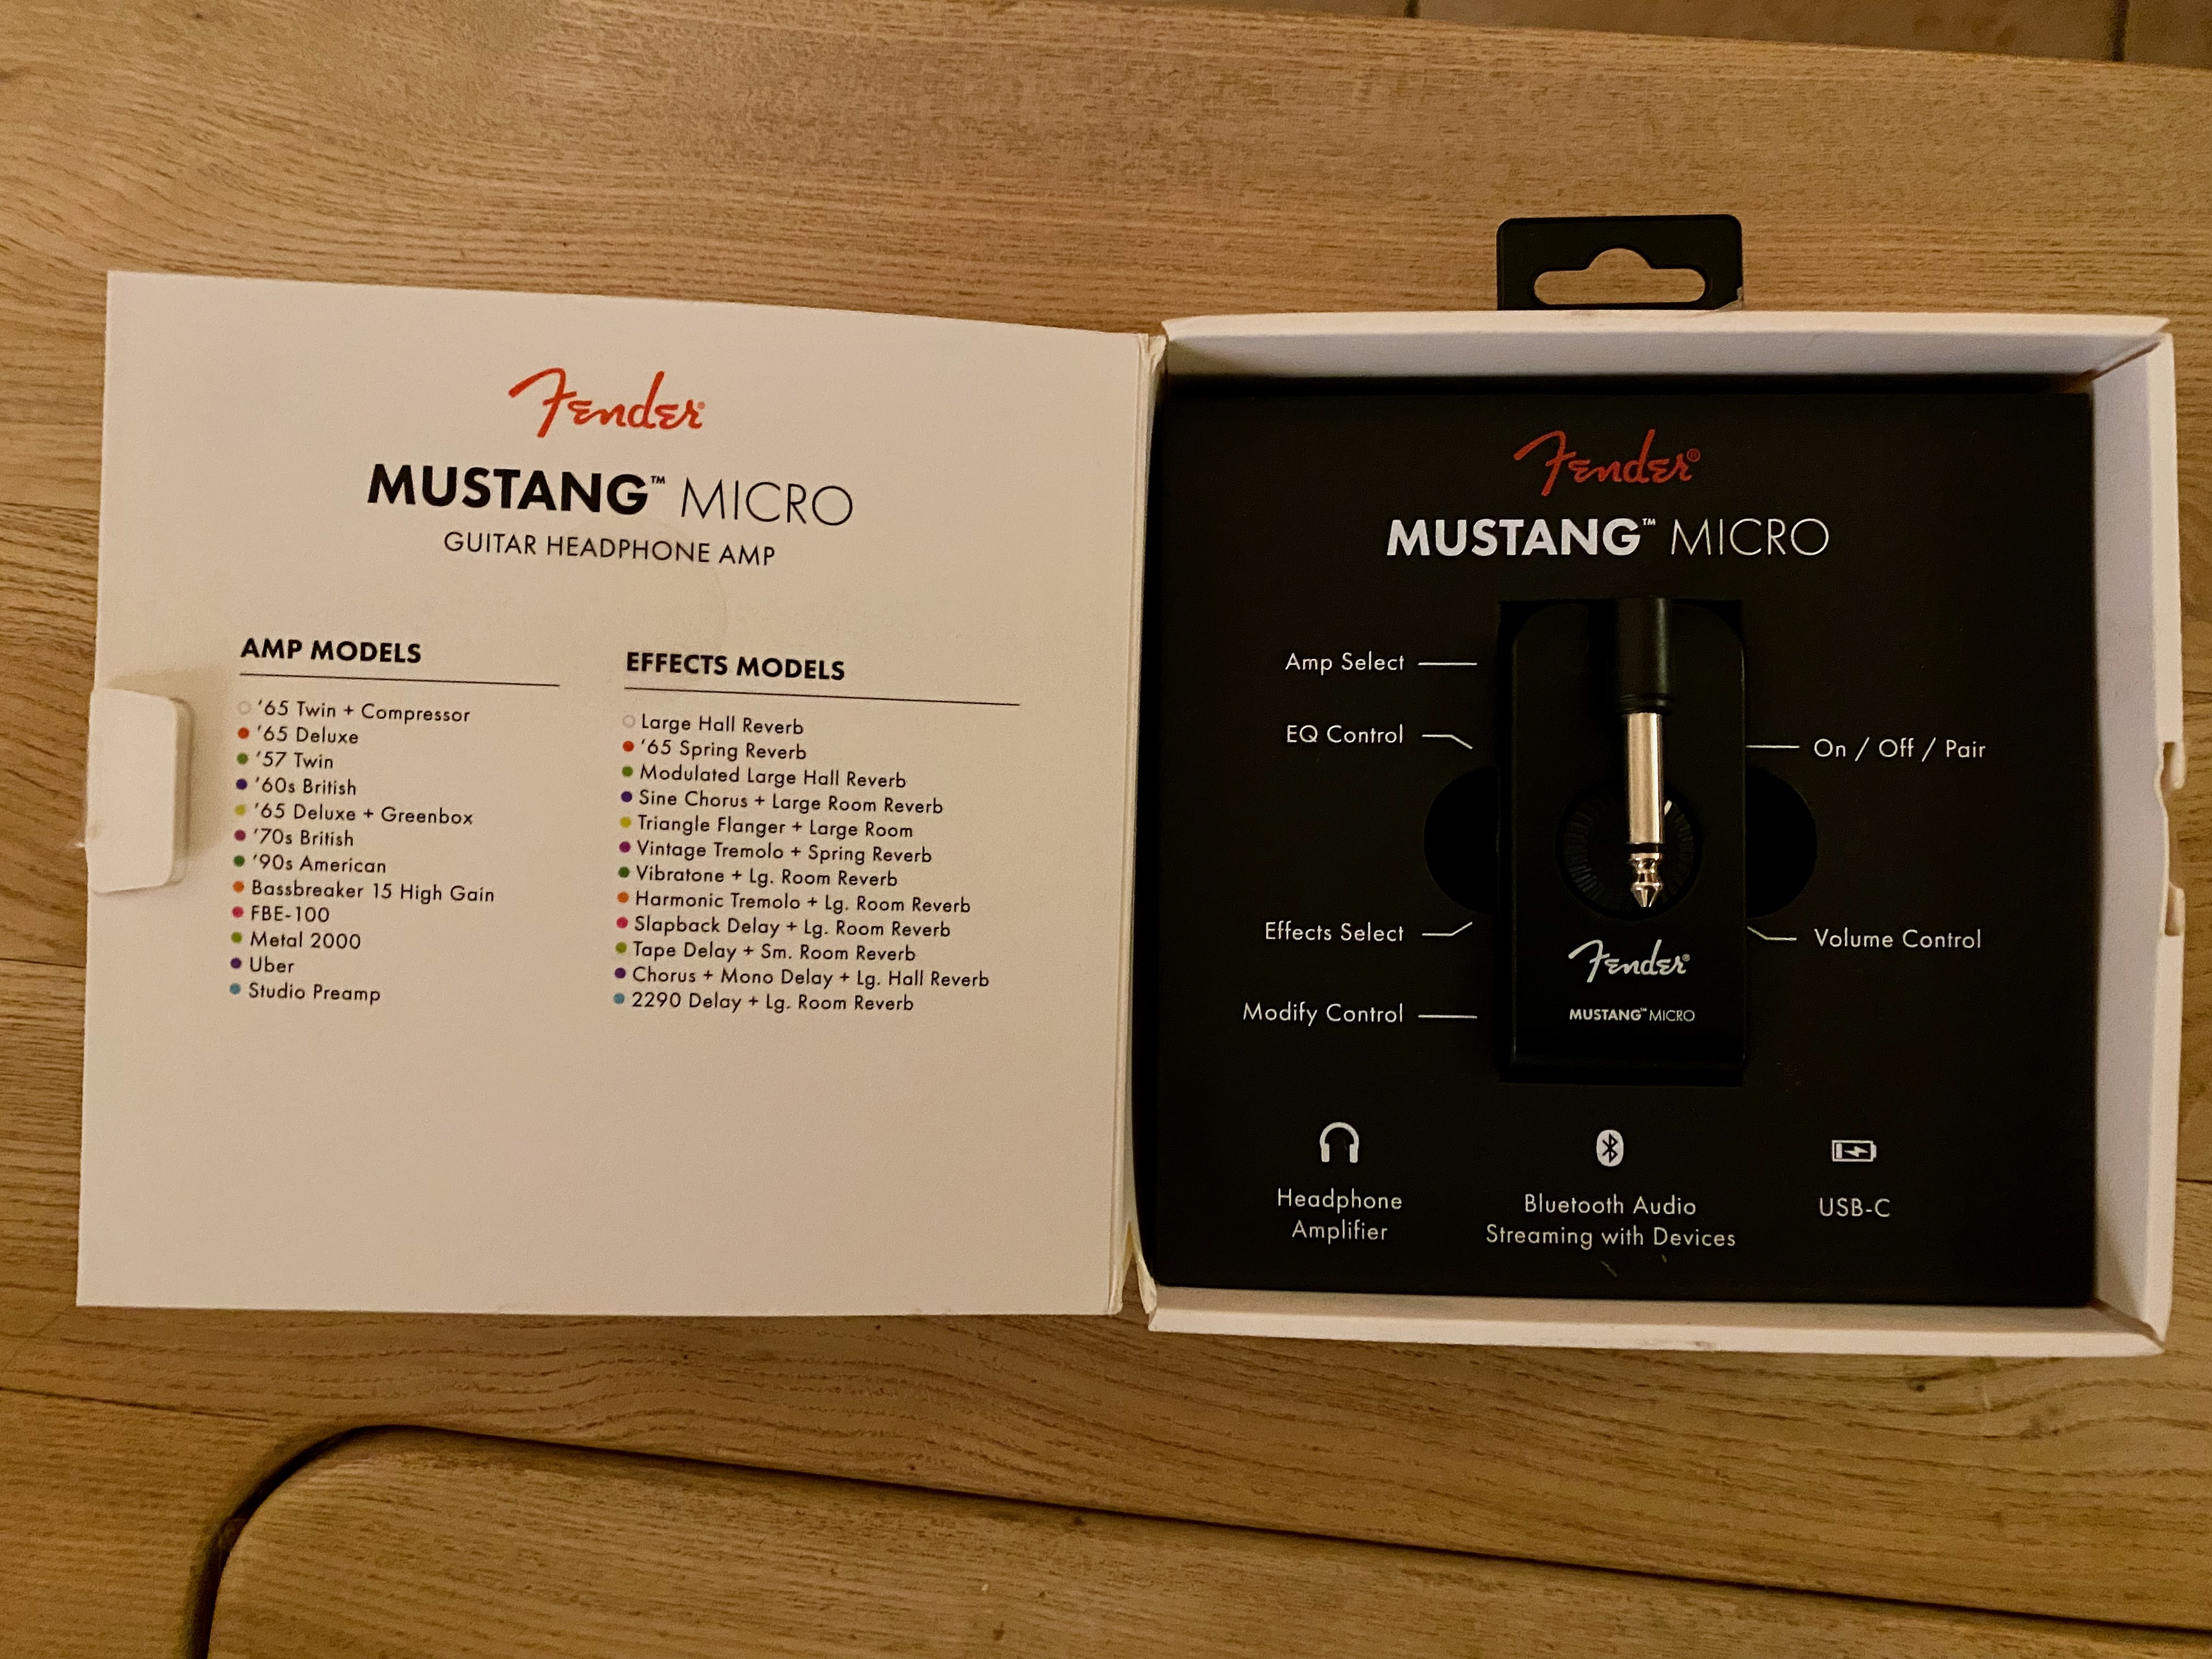 Fender
MUSTANG™ MICRO
GUITAR HEADPHONE AMP
AMP MODELS
'65 Twin + Compressor
'65 Deluxe
'57 Twin
'60s British
'65 Deluxe + Greenbox
'70s British
'90s American
Bassbreaker 15 High Gain
FBE-100
Metal 2000
Uber
Studio Preamp
EFFECTS MODELS
Large Hall Reverb
'65 Spring Reverb
Modulated Large Hall Reverb
Sine Chorus + Large Room Reverb
Triangle Flanger + Large Room
Vintage Tremolo + Spring Reverb
Vibratone + Lg. Room Reverb
Harmonic Tremolo + Lg. Room Reverb
Slapback Delay + Lg. Room Reverb
Tape Delay + Sm. Room Reverb
Chorus + Mono Delay + Lg. Hall Reverb
2290 Delay + Lg. Room Reverb
Fender®
MUSTANG™ MICRO
Amp Select
EQ Control
On / Off / Pair
Effects Select
Volume Control
Modify Control
Fender®
MUSTANG™ MICRO
Headphone
Amplifier
Bluetooth Audio
Streaming with Devices
USB-C